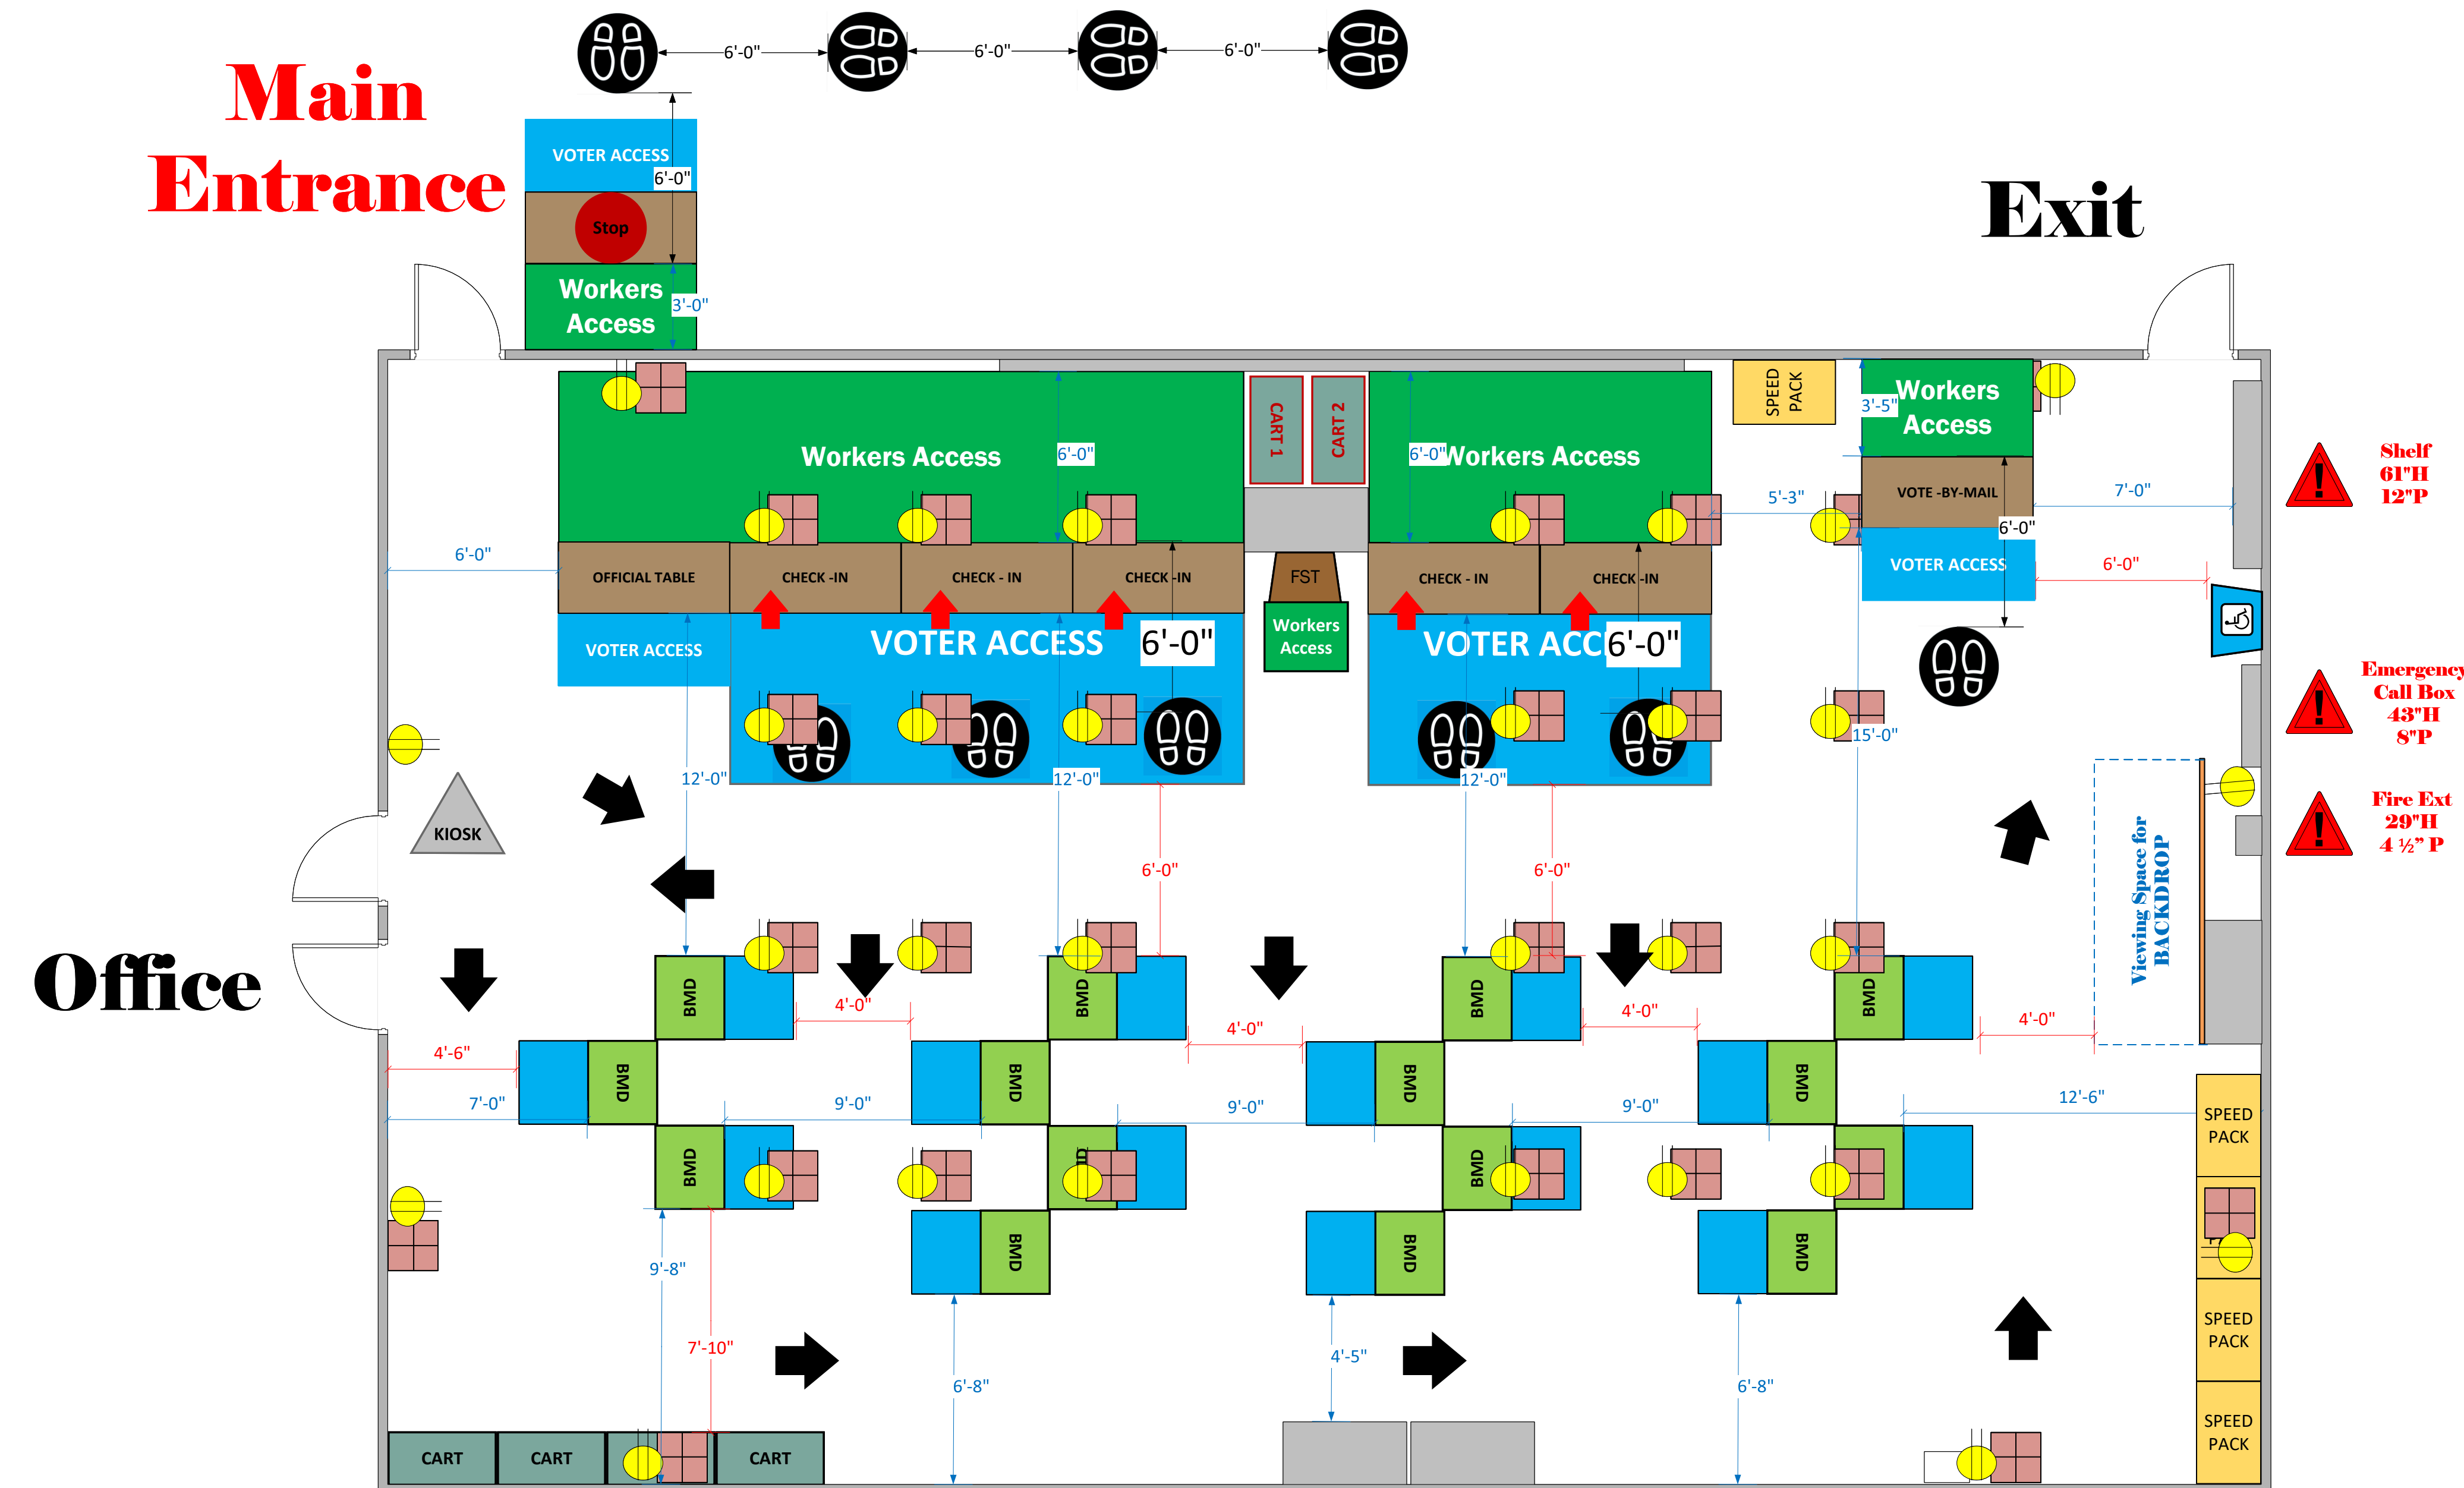 6'-0"
6'-0"
6'-0"
Main
Entrance
VOTER ACCESS
6'-0"
Stop
Workers
Access
3'-0"
Exit
Workers Access
6'-0"
CART 1
CART 2
6'-0"
Workers Access
SPEED
PACK
3'-5"
Workers
Access
Shelf
61"H
12"P
5'-3"
VOTE -BY-MAIL
7'-0"
6'-0"
6'-0"
OFFICIAL TABLE
CHECK -IN
CHECK - IN
CHECK -IN
FST
CHECK - IN
CHECK -IN
VOTER ACCESS
6'-0"
VOTER ACCESS
VOTER ACCESS
6'-0"
Workers
Access
VOTER ACC
6'-0"
Emergency
Call Box
43"H
8"P
12'-0"
12'-0"
12'-0"
15'-0"
KIOSK
Fire Ext
29"H
4 ½” P
6'-0"
6'-0"
Viewing Space for
BACKDROP
Office
BMD
BMD
BMD
BMD
4'-0"
4'-0"
4'-0"
4'-0"
4'-6"
BMD
BMD
BMD
BMD
7'-0"
9'-0"
9'-0"
9'-0"
12'-6"
SPEED
PACK
BMD
BMD
BMD
BMD
BMD
9'-8"
7'-10"
6'-8"
4'-5"
6'-8"
SPEED
PACK
SPEED
PACK
CART
CART
CART